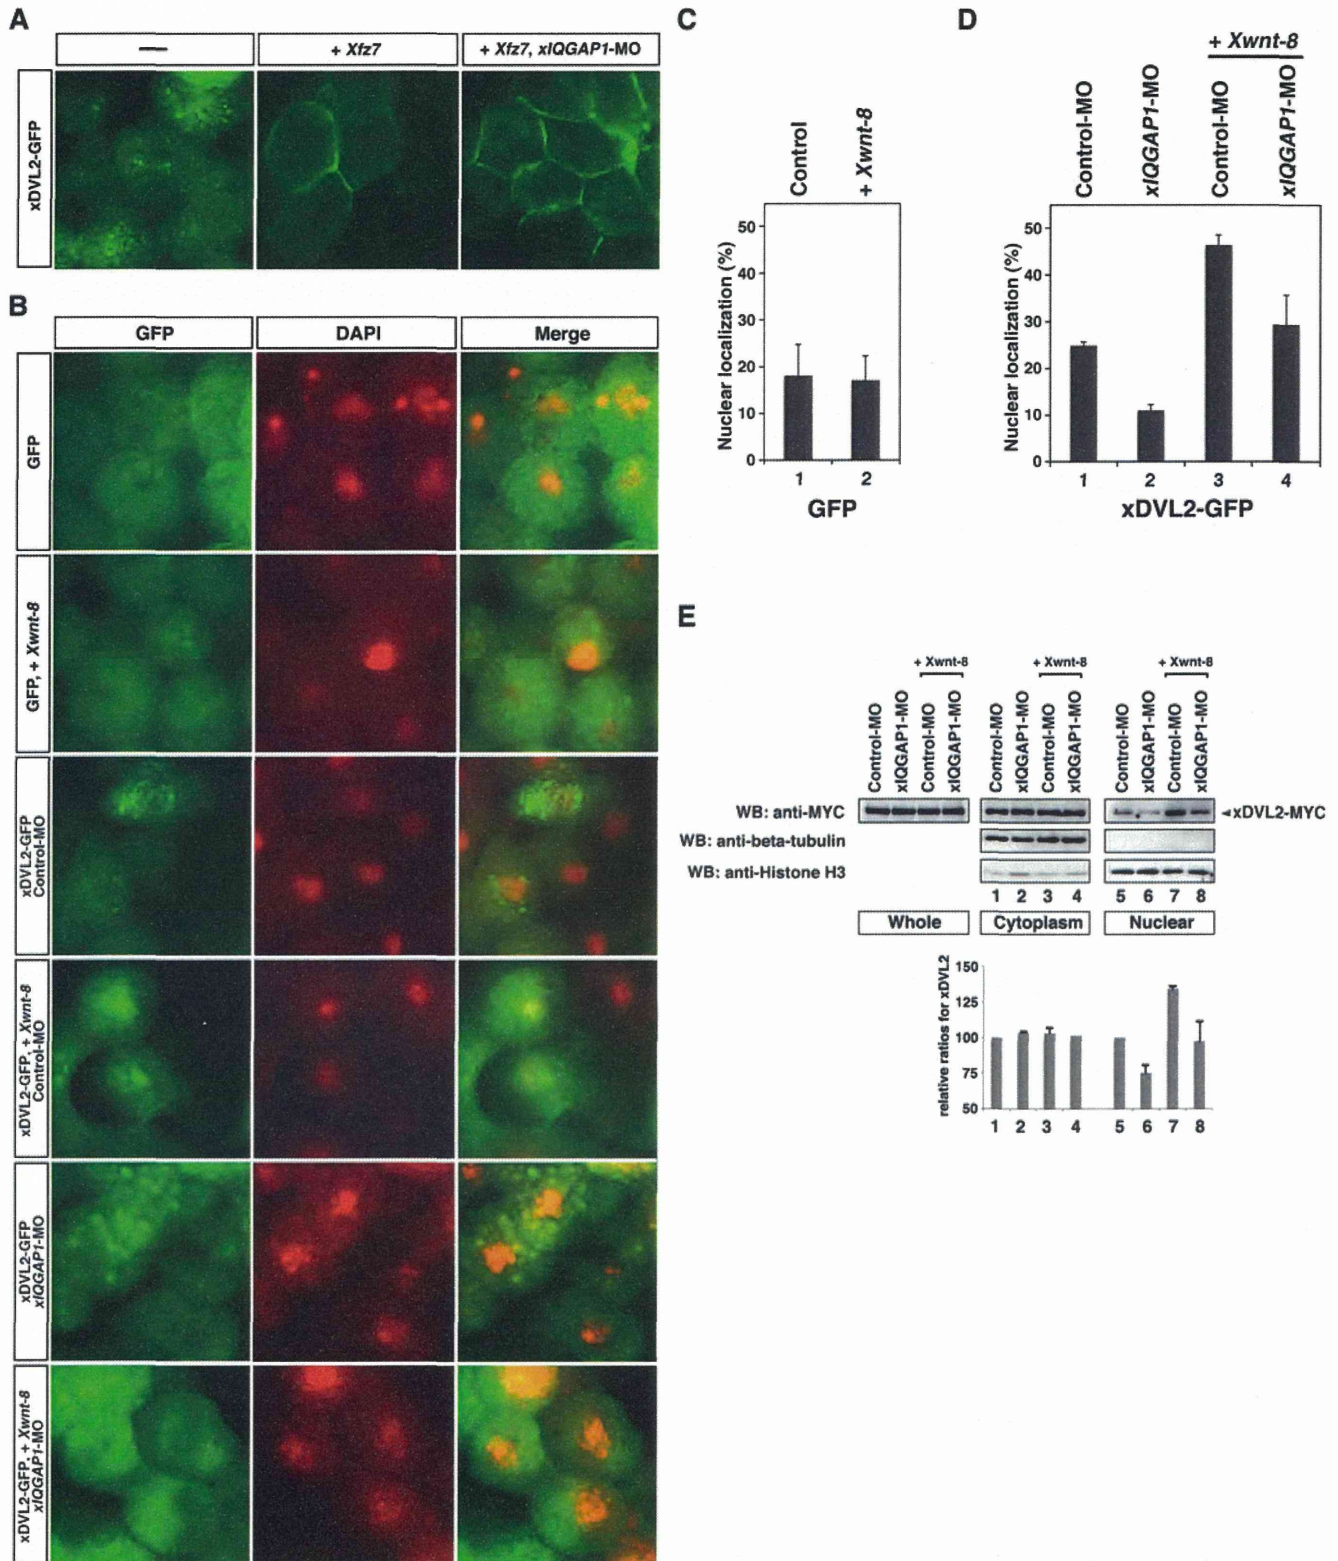 A
—
+ Xfz7
+ Xfz7, xIQGAP1-MO
xDVL2-GFP
B
GFP
DAPI
Merge
GFP
GFP, + Xwnt-8
xDVL2-GFP
Control-MO
xDVL2-GFP, + Xwnt-8
Control-MO
xDVL2-GFP
xIQGAP1-MO
xDVL2-GFP, + Xwnt-8
xIQGAP1-MO
C
Control
+ Xwnt-8
Nuclear localization (%)
50
40
30
20
10
0
1 2
GFP
D
+ Xwnt-8
Control-MO
xIQGAP1-MO
Control-MO
xIQGAP1-MO
Nuclear localization (%)
50
40
30
20
10
0
1 2 3 4
xDVL2-GFP
E
+ Xwnt-8
+ Xwnt-8
+ Xwnt-8
Control-MO
xIQGAP1-MO
Control-MO
xIQGAP1-MO
Control-MO
xIQGAP1-MO
Control-MO
xIQGAP1-MO
Control-MO
xIQGAP1-MO
Control-MO
xIQGAP1-MO
WB: anti-MYC
xDVL2-MYC
WB: anti-beta-tubulin
WB: anti-Histone H3
1 2 3 4 5 6 7 8
Whole
Cytoplasm
Nuclear
relative ratios for xDVL2
150
125
100
75
50
1 2 3 4 5 6 7 8